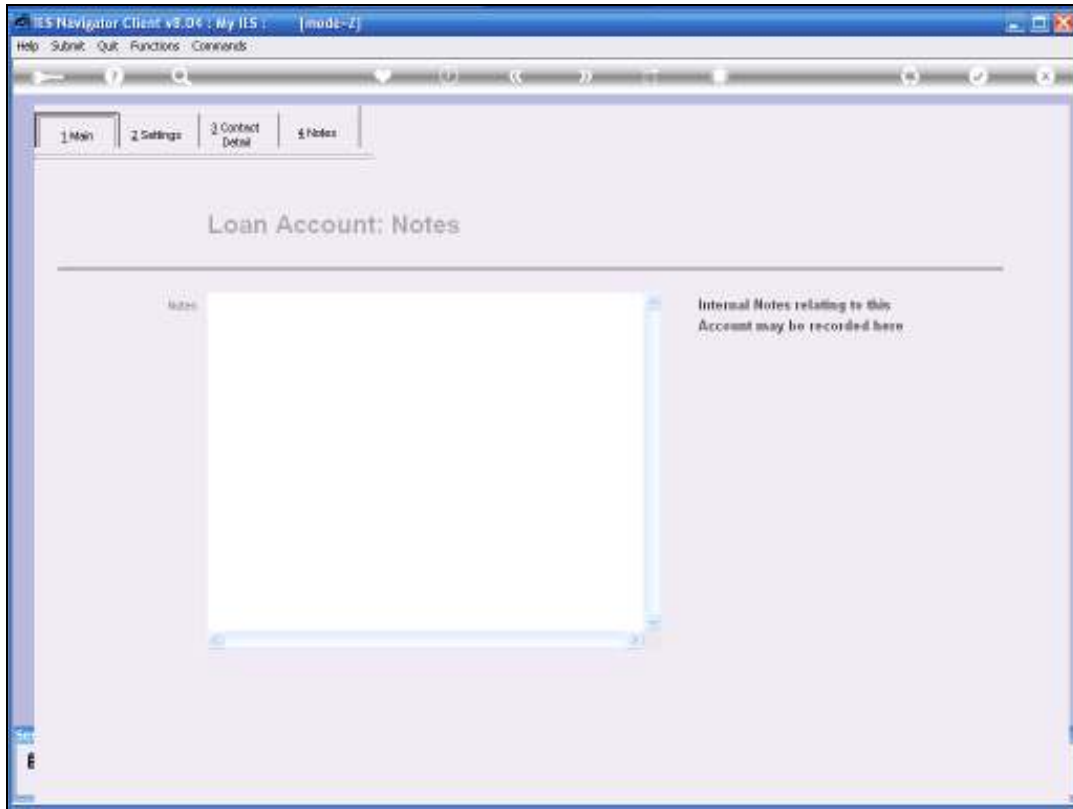 IES Navigator Client v8.04 : My IES : [mode-Z]
Help Submit Quit Functions Commands
1 Main 2 Settings 3 Contact Detail 4 Notes
Loan Account: Notes
Notes
Internal Notes relating to this
Account may be recorded here
Ser